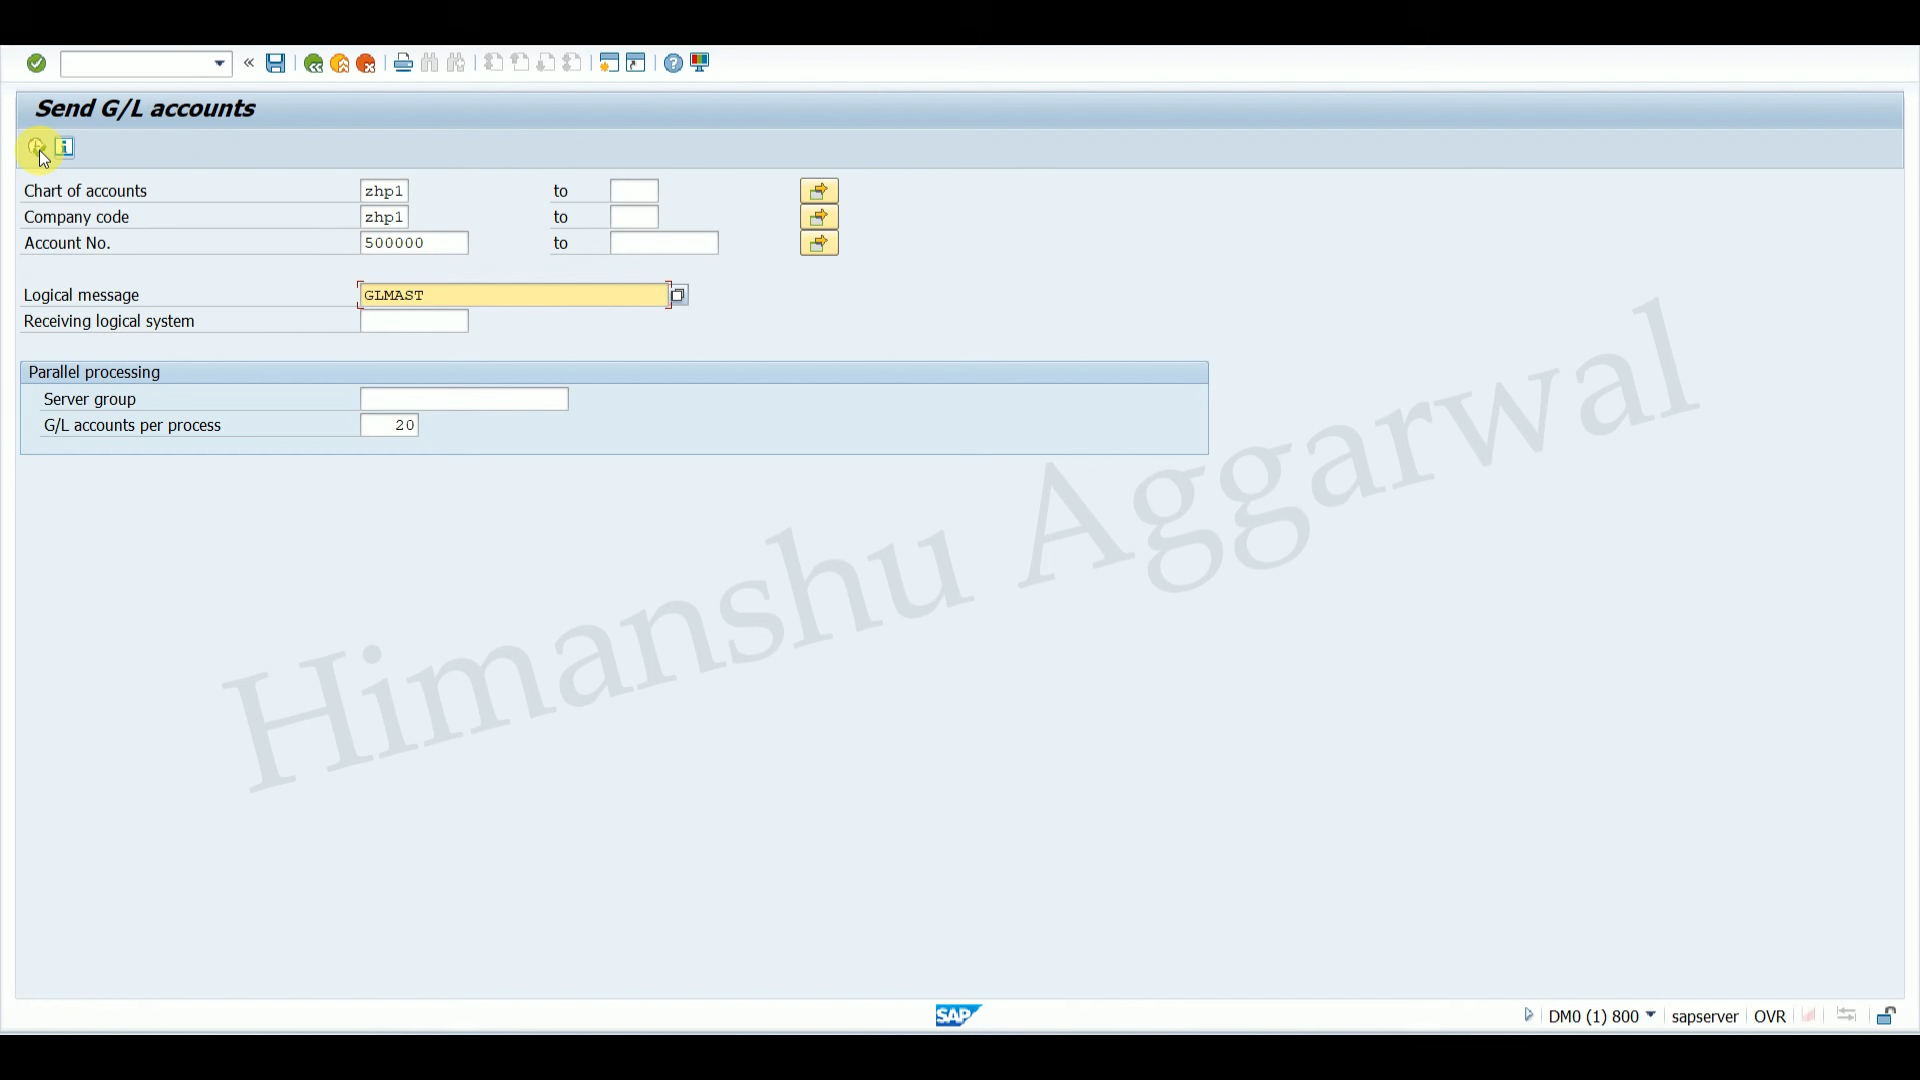 Send G/L accounts
Chart of accounts zhp1 to
Company code zhp1 to
Account No. 500000 to
Logical message GLMAST
Receiving logical system
Parallel processing
Server group
G/L accounts per process 20
Himanshu Aggarwal
SAP DM0 (1) 800 sapserver OVR